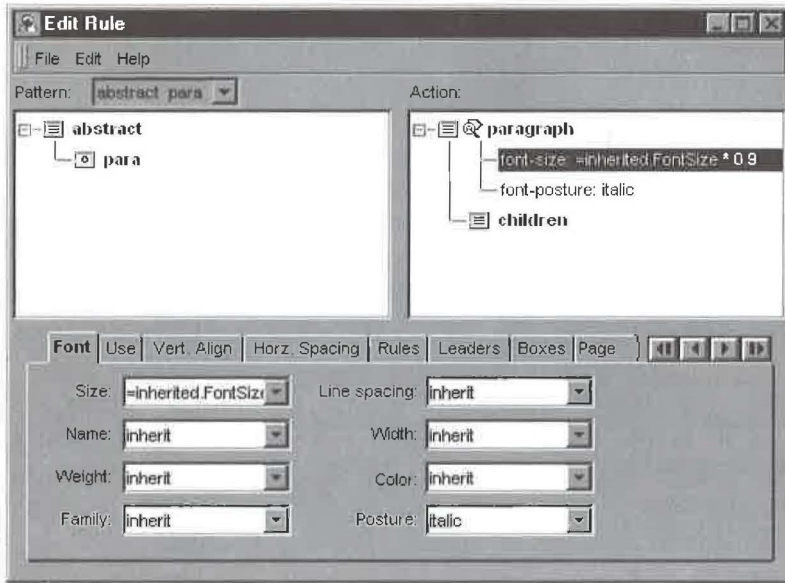 Edit Rule
File Edit Help
Pattern: abstract para
Action:
abstract
para
paragraph
font-size: =inherited.FontSize * 0.9
font-posture: italic
children
Font Use Vert. Align Horz. Spacing Rules Leaders Boxes Page
Size: =inherited.FontSize Line spacing: inherit
Name: inherit Width: inherit
Weight: inherit Color: inherit
Family: inherit Posture: italic